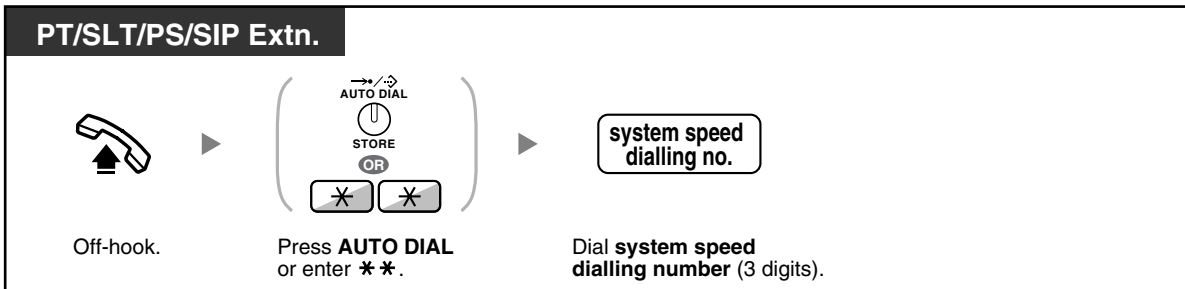 PT/SLT/PS/SIP Extn.
AUTO DIAL
STORE
OR
system speed
dialling no.
Off-hook.
Press AUTO DIAL
or enter ✱✱.
Dial system speed
dialling number (3 digits).